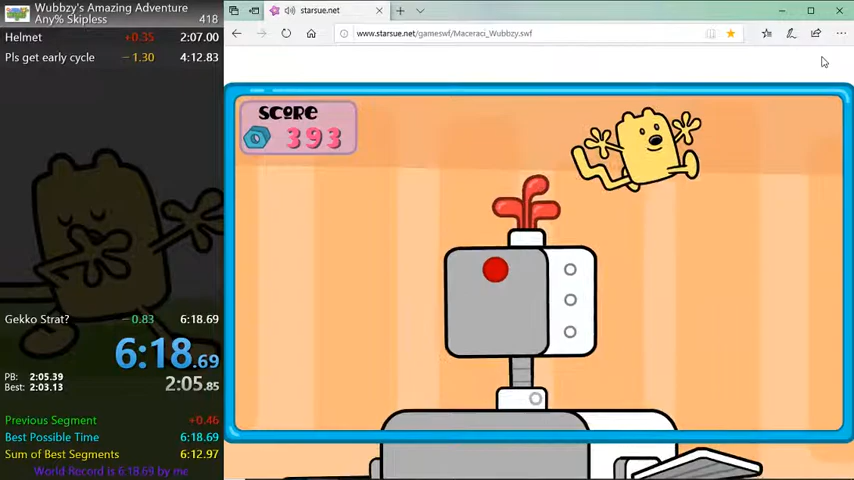 Wubbzy's Amazing Adventure
Any% Skipless 418
Helmet +0.35 2:07.00
Pls get early cycle − 1.30 4:12.83
Gekko Strat? − 0.83 6:18.69
6:18.69
PB: 2:05.39
Best: 2:03.13
2:05.85
Previous Segment +0.46
Best Possible Time 6:18.69
Sum of Best Segments 6:12.97
World Record is 6:18.69 by me
starsue.net
www.starsue.net/gameswf/Maceraci_Wubbzy.swf
SCORE
393